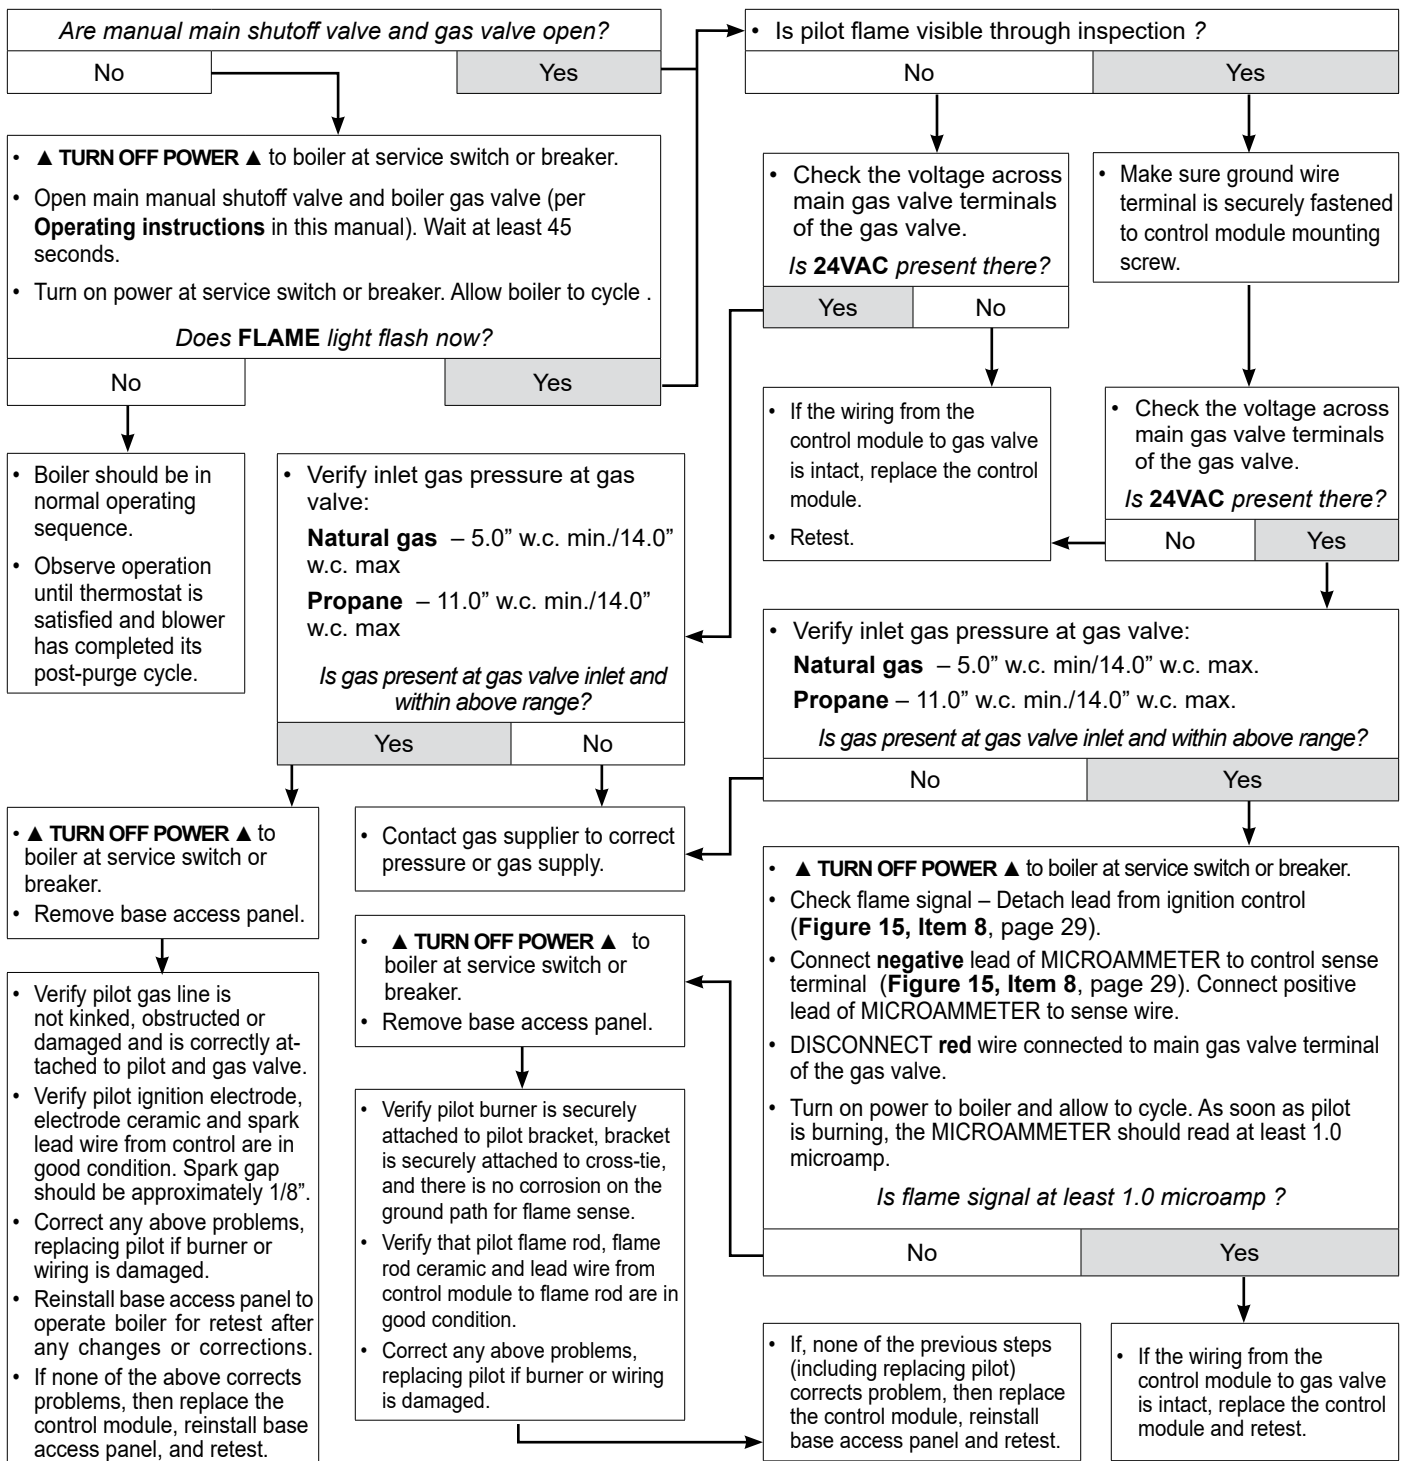 Are manual main shutoff valve and gas valve open?
No
Yes
• ▲ TURN OFF POWER ▲ to boiler at service switch or breaker.
• Open main manual shutoff valve and boiler gas valve (per
Operating instructions in this manual). Wait at least 45
seconds.
• Turn on power at service switch or breaker. Allow boiler to cycle .
Does FLAME light flash now?
No
Yes
• Boiler should be in
normal operating
sequence.
• Observe operation
until thermostat is
satisfied and blower
has completed its
post-purge cycle.
• Is pilot flame visible through inspection ?
No
Yes
• Check the voltage across
main gas valve terminals
of the gas valve.
Is 24VAC present there?
Yes
No
• Make sure ground wire
terminal is securely fastened
to control module mounting
screw.
• If the wiring from the
control module to gas valve
is intact, replace the control
module.
• Retest.
• Check the voltage across
main gas valve terminals
of the gas valve.
Is 24VAC present there?
No
Yes
• Verify inlet gas pressure at gas
valve:
Natural gas – 5.0” w.c. min./14.0”
w.c. max
Propane – 11.0” w.c. min./14.0”
w.c. max
Is gas present at gas valve inlet and
within above range?
Yes
No
• Verify inlet gas pressure at gas valve:
Natural gas – 5.0” w.c. min/14.0” w.c. max.
Propane – 11.0” w.c. min./14.0” w.c. max.
Is gas present at gas valve inlet and within above range?
No
Yes
• ▲ TURN OFF POWER ▲ to
boiler at service switch or
breaker.
• Remove base access panel.
• Contact gas supplier to correct
pressure or gas supply.
• Verify pilot gas line is
not kinked, obstructed or
damaged and is correctly at-
tached to pilot and gas valve.
• Verify pilot ignition electrode,
electrode ceramic and spark
lead wire from control are in
good condition. Spark gap
should be approximately 1/8”.
• Correct any above problems,
replacing pilot if burner or
wiring is damaged.
• Reinstall base access panel to
operate boiler for retest after
any changes or corrections.
• If none of the above corrects
problems, then replace the
control module, reinstall base
access panel, and retest.
• ▲ TURN OFF POWER ▲ to
boiler at service switch or
breaker.
• Remove base access panel.
• Verify pilot burner is securely
attached to pilot bracket, bracket
is securely attached to cross-tie,
and there is no corrosion on the
ground path for flame sense.
• Verify that pilot flame rod, flame
rod ceramic and lead wire from
control module to flame rod are in
good condition.
• Correct any above problems,
replacing pilot if burner or wiring
is damaged.
• ▲ TURN OFF POWER ▲ to boiler at service switch or breaker.
• Check flame signal – Detach lead from ignition control
(Figure 15, Item 8, page 29).
• Connect negative lead of MICROAMMETER to control sense
terminal (Figure 15, Item 8, page 29). Connect positive
lead of MICROAMMETER to sense wire.
• DISCONNECT red wire connected to main gas valve terminal
of the gas valve.
• Turn on power to boiler and allow to cycle. As soon as pilot
is burning, the MICROAMMETER should read at least 1.0
microamp.
Is flame signal at least 1.0 microamp ?
No
Yes
• If, none of the previous steps
(including replacing pilot)
corrects problem, then replace
the control module, reinstall
base access panel and retest.
• If the wiring from the
control module to gas valve
is intact, replace the control
module and retest.